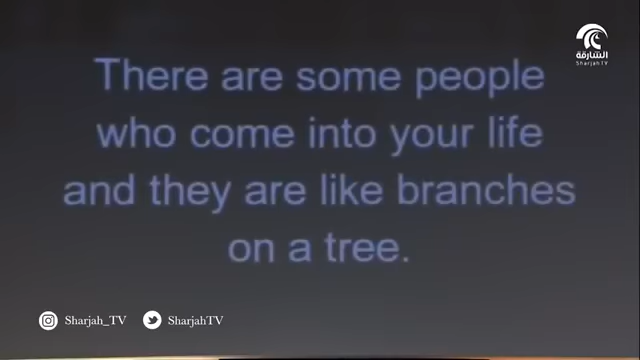 الشارقة
SharjahTV
There are some people
who come into your life
and they are like branches
on a tree.
Sharjah_TV
SharjahTV